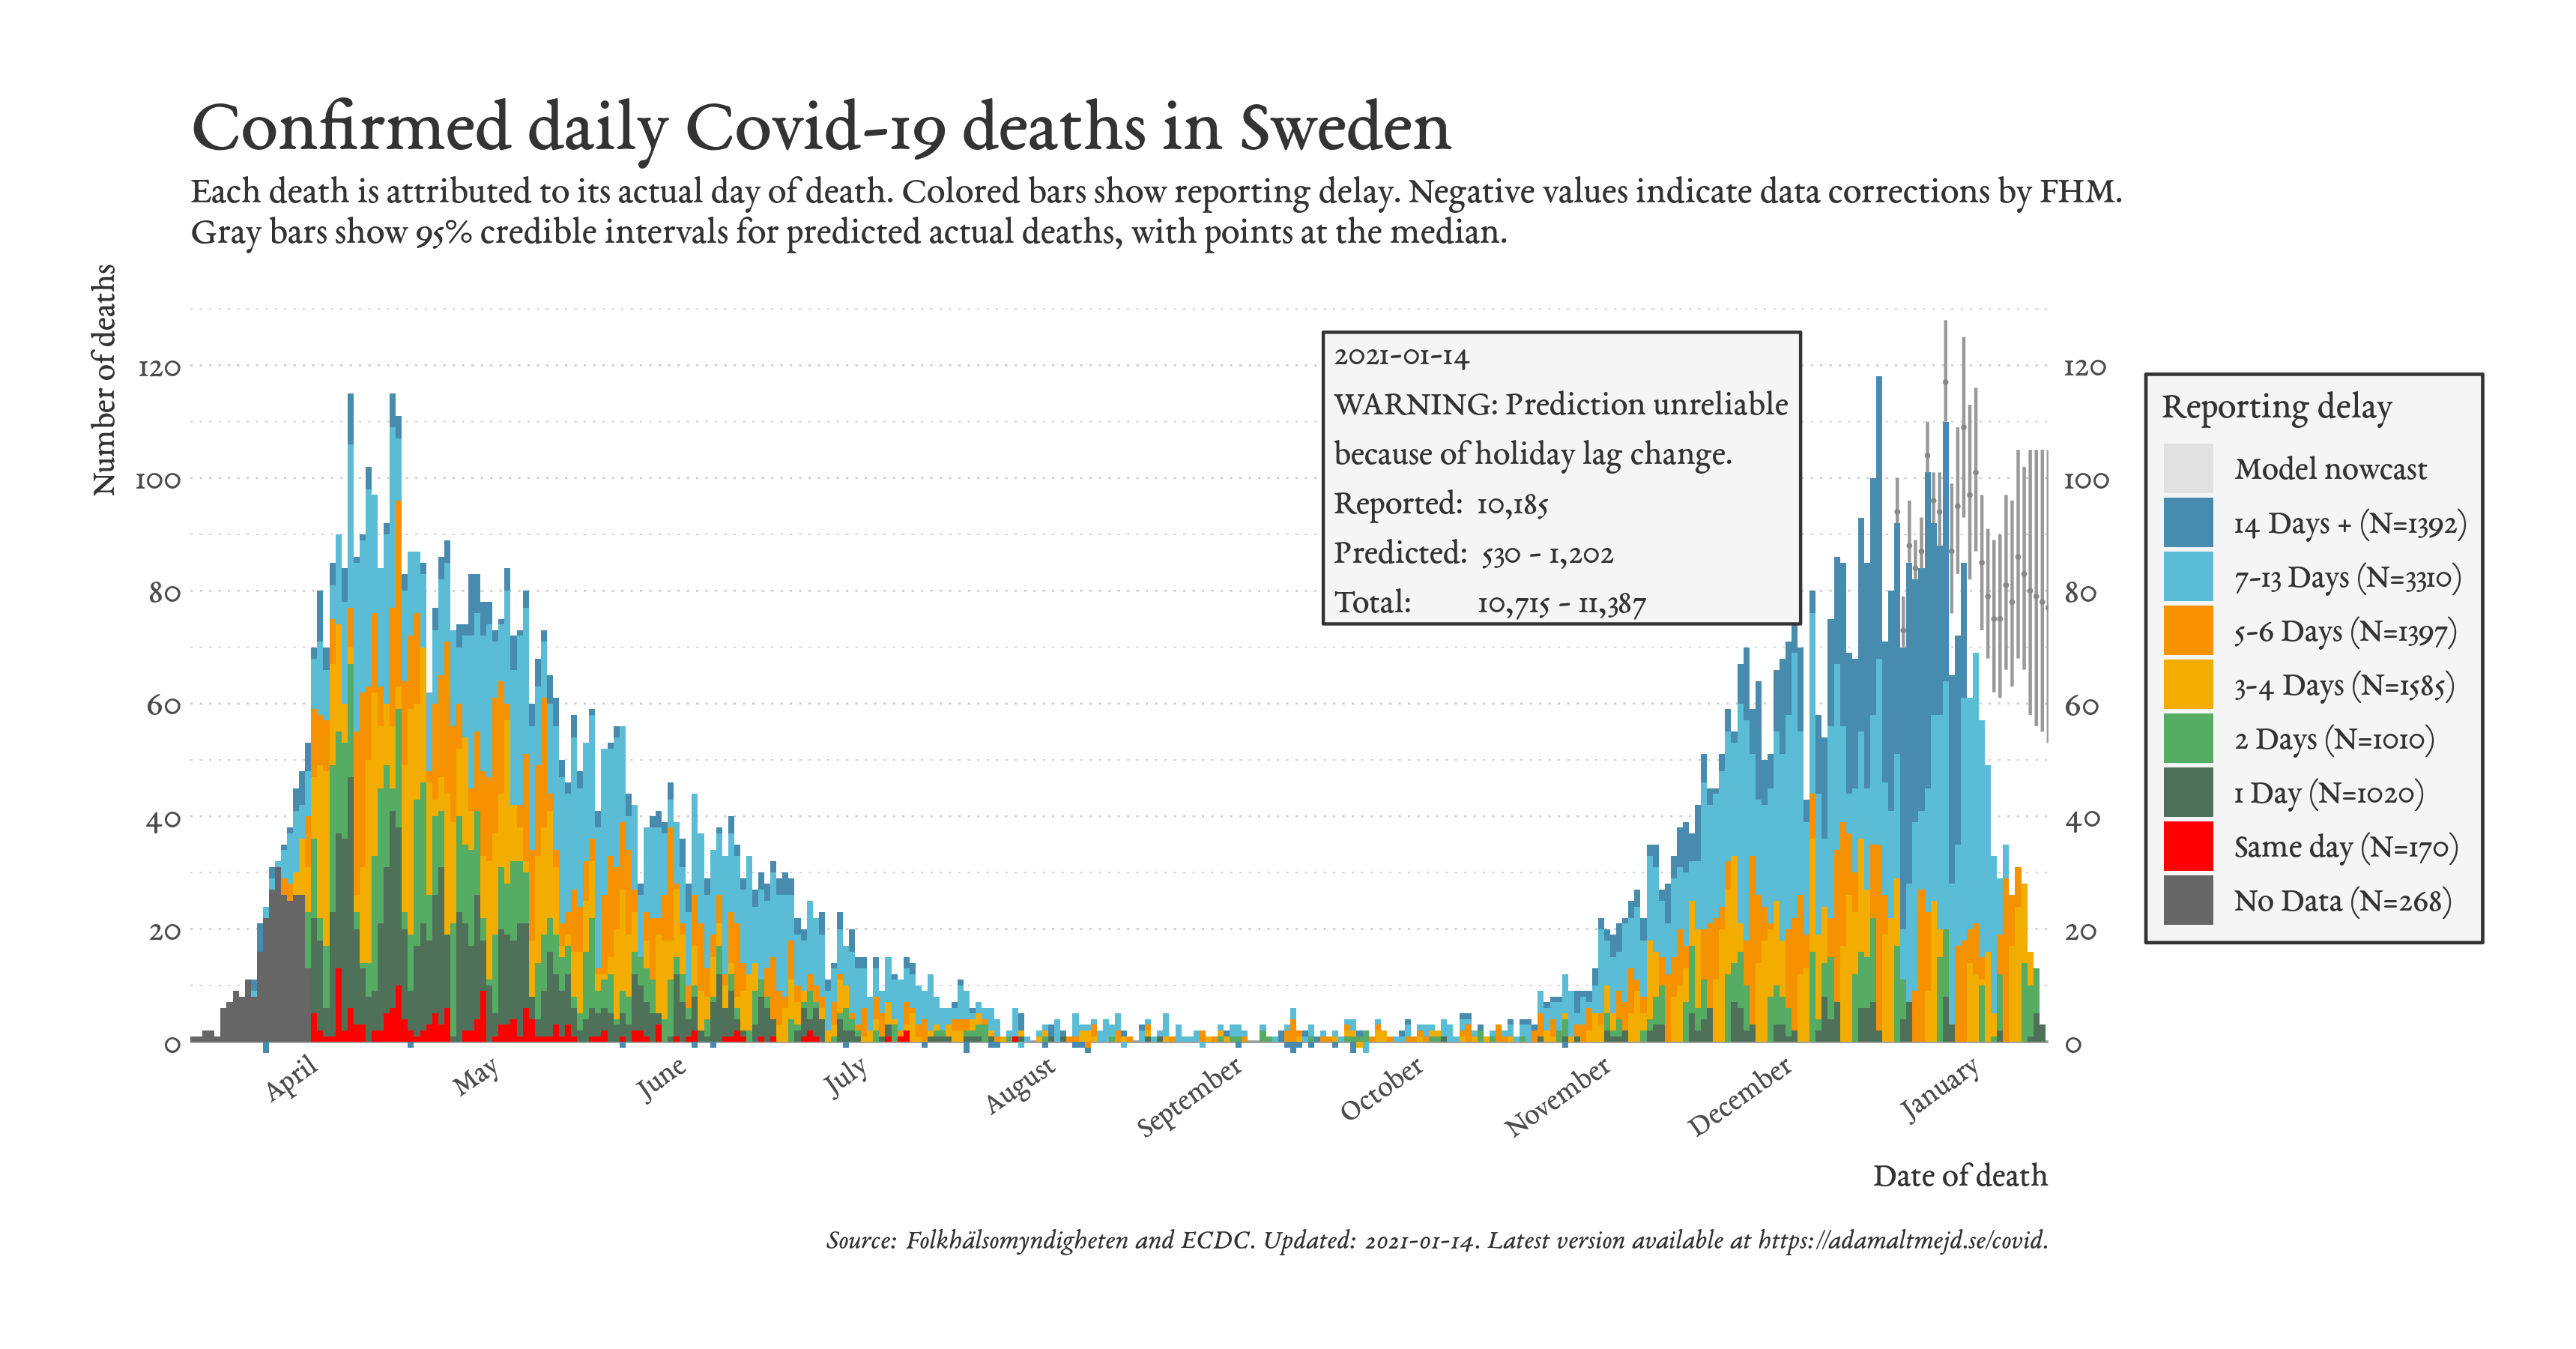 Confirmed daily Covid-19 deaths in Sweden
Each death is attributed to its actual day of death. Colored bars show reporting delay. Negative values indicate data corrections by FHM.
Gray bars show 95% credible intervals for predicted actual deaths, with points at the median.
Number of deaths
120
100
80
60
40
20
0
2021-01-14
WARNING: Prediction unreliable
because of holiday lag change.
Reported: 10,185
Predicted: 530 - 1,202
Total: 10,715 - 11,387
120
100
80
60
40
20
0
Reporting delay
Model nowcast
14 Days + (N=1392)
7-13 Days (N=3310)
5-6 Days (N=1397)
3-4 Days (N=1585)
2 Days (N=1010)
1 Day (N=1020)
Same day (N=170)
No Data (N=268)
April
May
June
July
August
September
October
November
December
January
Date of death
Source: Folkhälsomyndigheten and ECDC. Updated: 2021-01-14. Latest version available at https://adamaltmejd.se/covid.